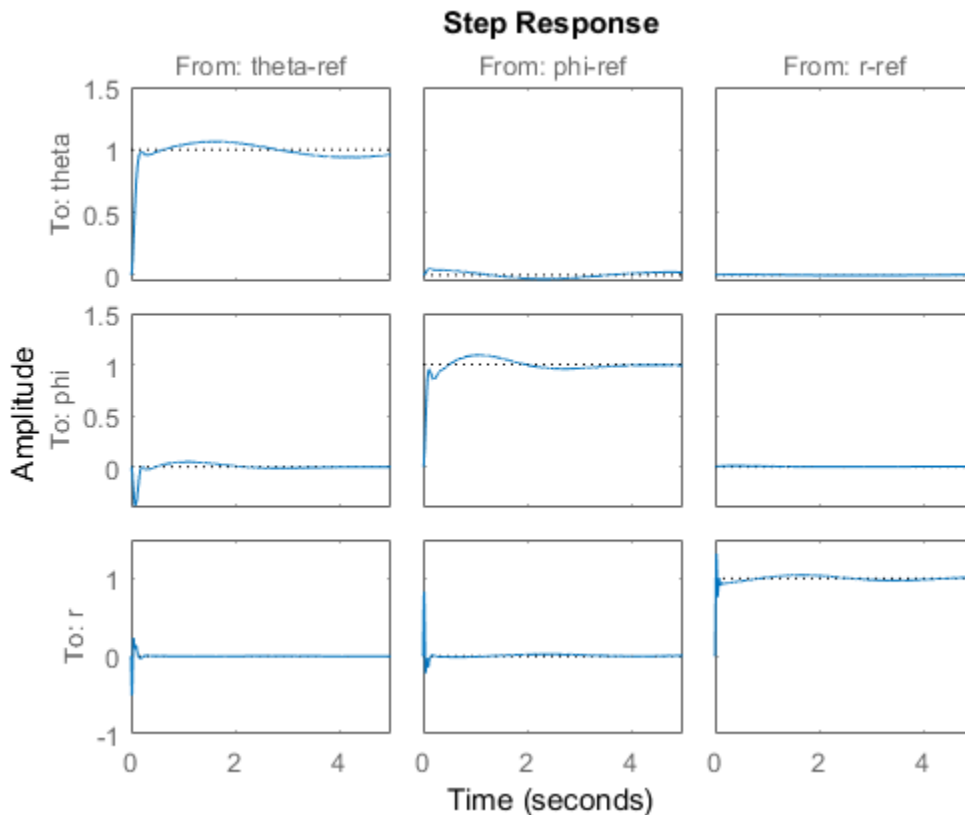 Step Response
From: theta-ref
From: phi-ref
From: r-ref
Amplitude
To: theta
1.5
1
0.5
0
To: phi
1.5
1
0.5
0
To: r
1
0
-1
0 2 4
0 2 4
0 2 4
Time (seconds)